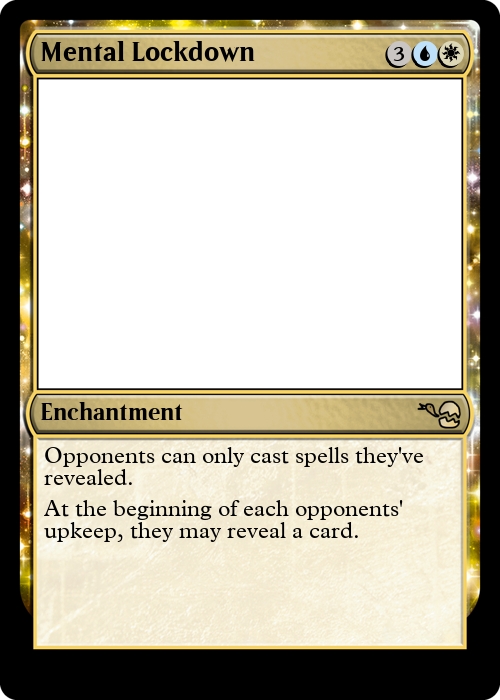 Mental Lockdown 3
Enchantment
Opponents can only cast spells they've
revealed.
At the beginning of each opponents'
upkeep, they may reveal a card.